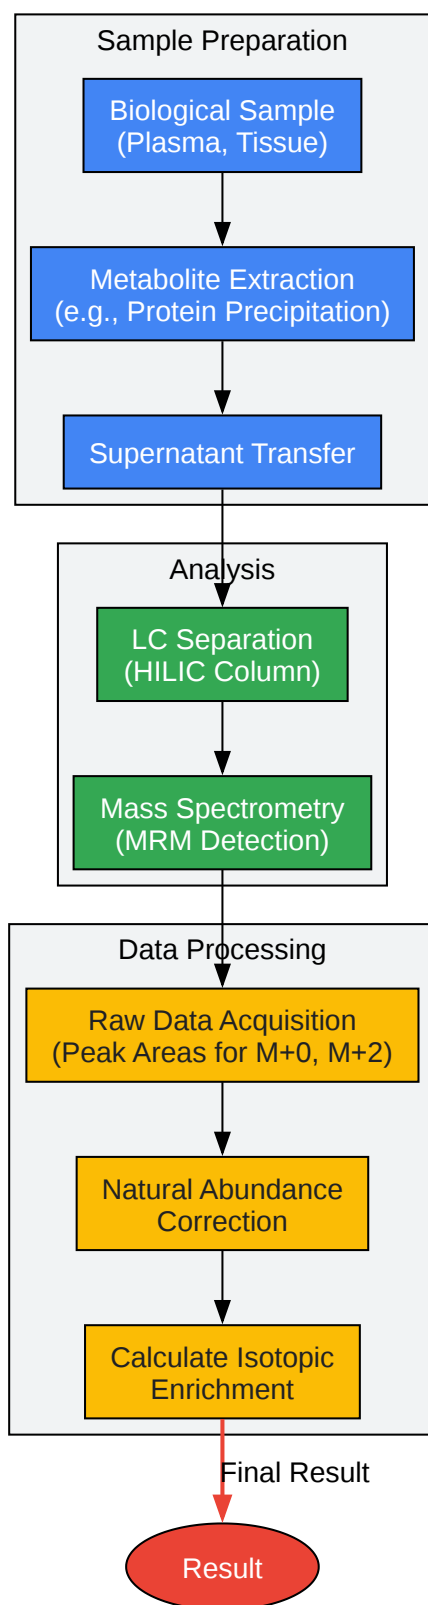 Sample Preparation
Biological Sample
(Plasma, Tissue)
Metabolite Extraction
(e.g., Protein Precipitation)
Supernatant Transfer
Analysis
LC Separation
(HILIC Column)
Mass Spectrometry
(MRM Detection)
Data Processing
Raw Data Acquisition
(Peak Areas for M+0, M+2)
Natural Abundance
Correction
Calculate Isotopic
Enrichment
Final Result
Result